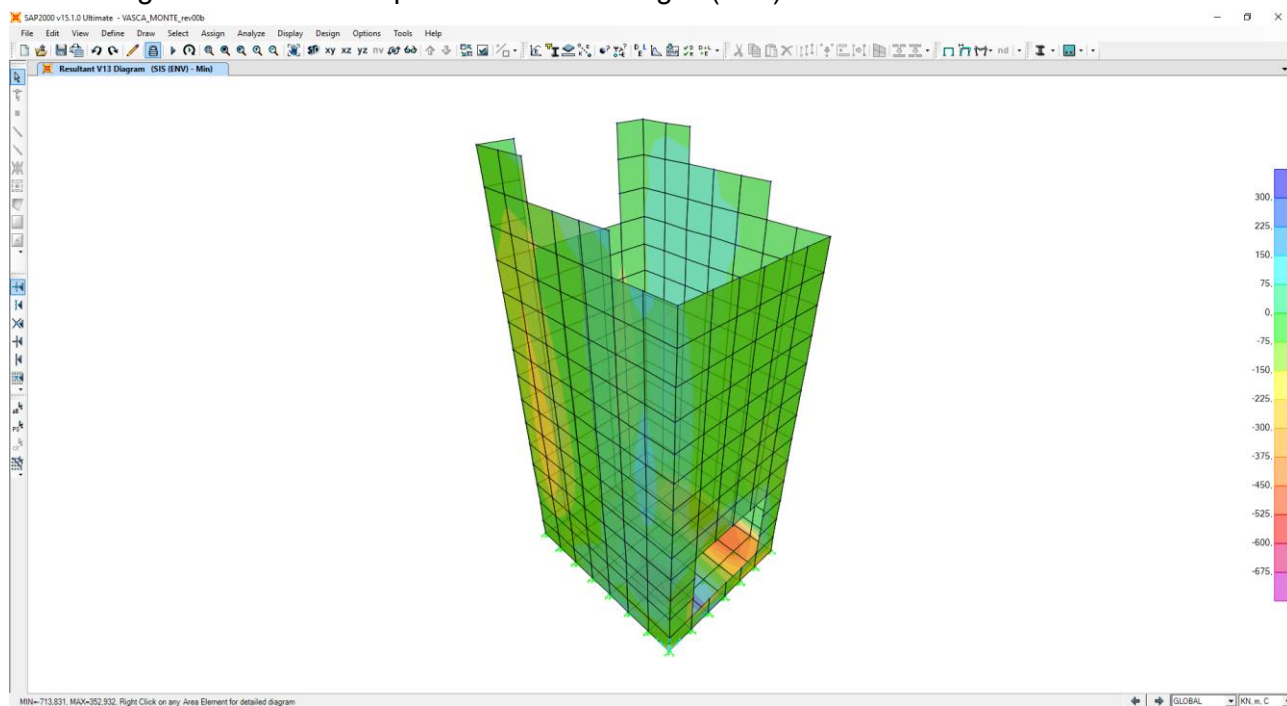 SAP2000 v15.1.0 Ultimate - VASCA_MONTE_rev00b
File Edit View Define Draw Select Assign Analyze Display Design Options Tools Help
xy xz yz nv
nd
Resultant V13 Diagram (SIS (ENV) - Min)
300,
225,
150,
75,
0,
-75,
-150,
-225,
-300,
-375,
-450,
-525,
-600,
-675,
MIN=-713,831, MAX=352,932, Right Click on any Area Element for detailed diagram
GLOBAL KN, m, C